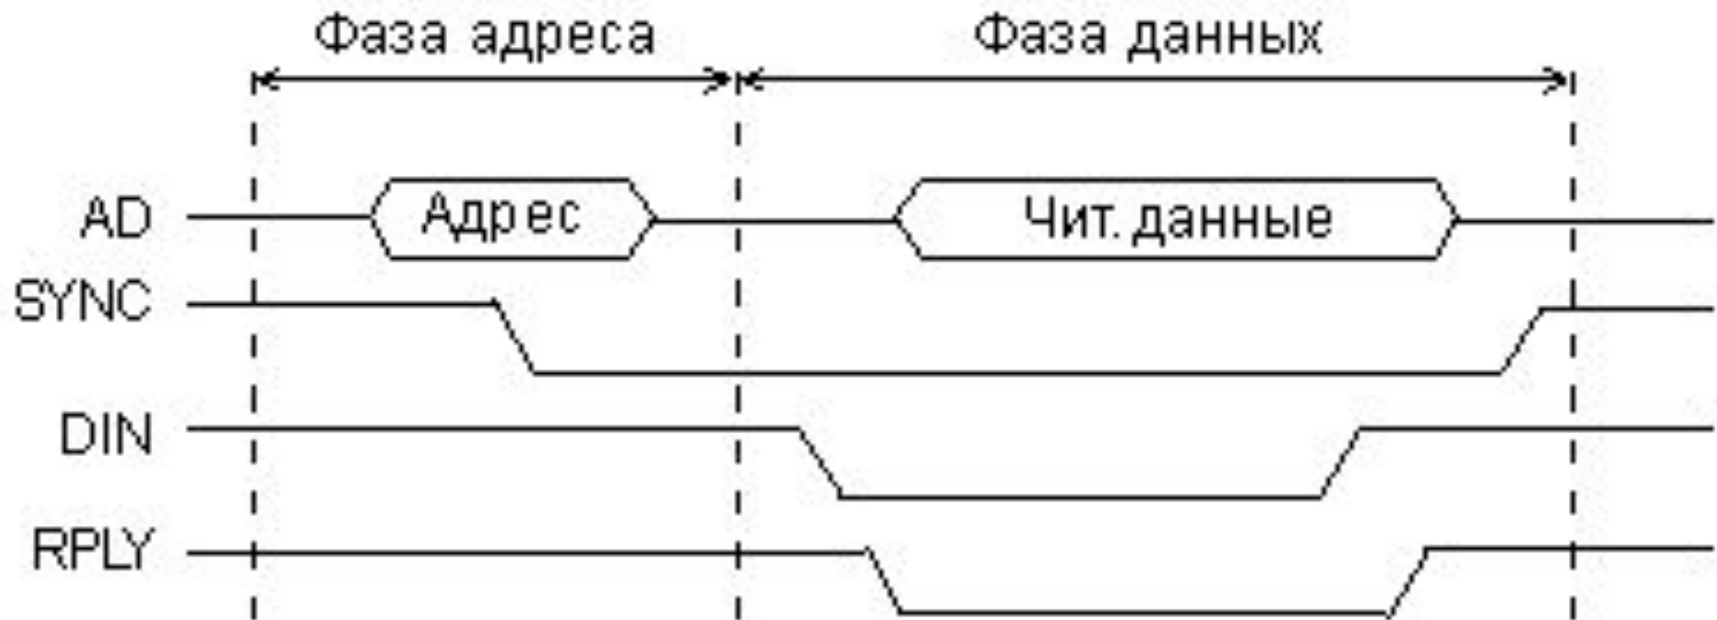 Фаза адреса Фаза данных
AD Адрес Чит. данные
SYNC
DIN
RPLY